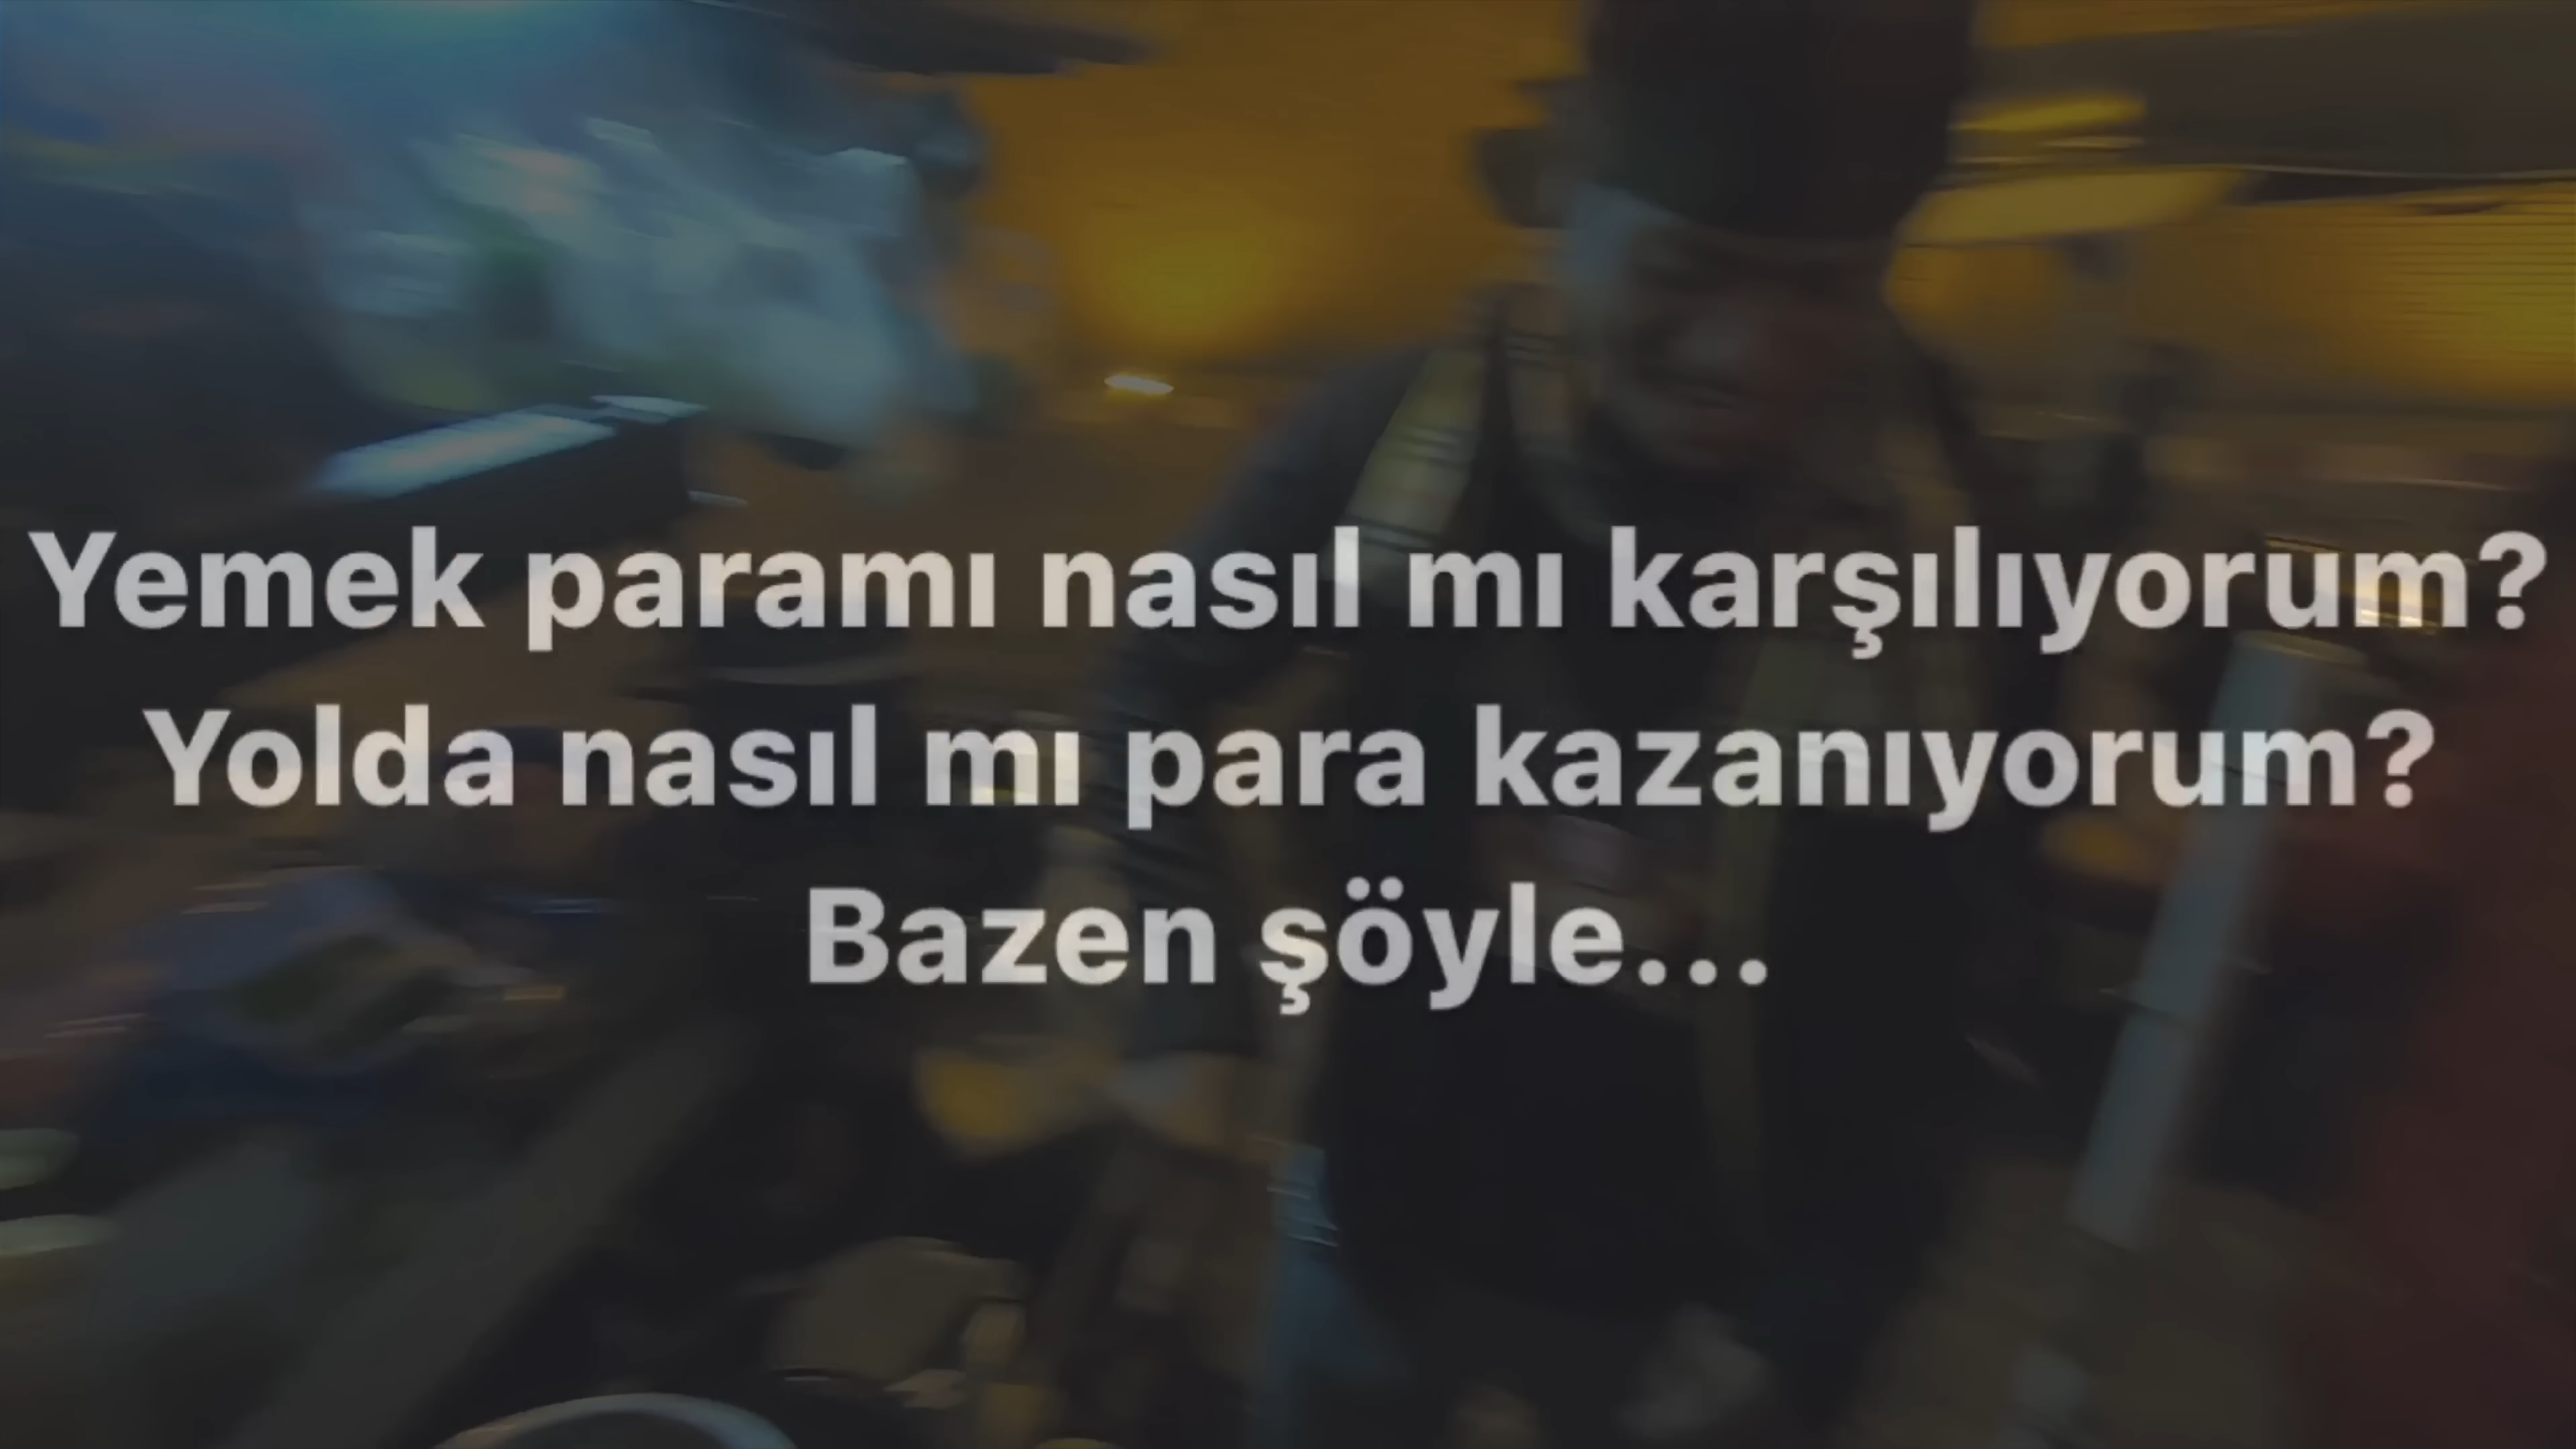 Yemek paramı nasıl mı karşılıyorum?
Yolda nasıl mı para kazanıyorum?
Bazen şöyle...